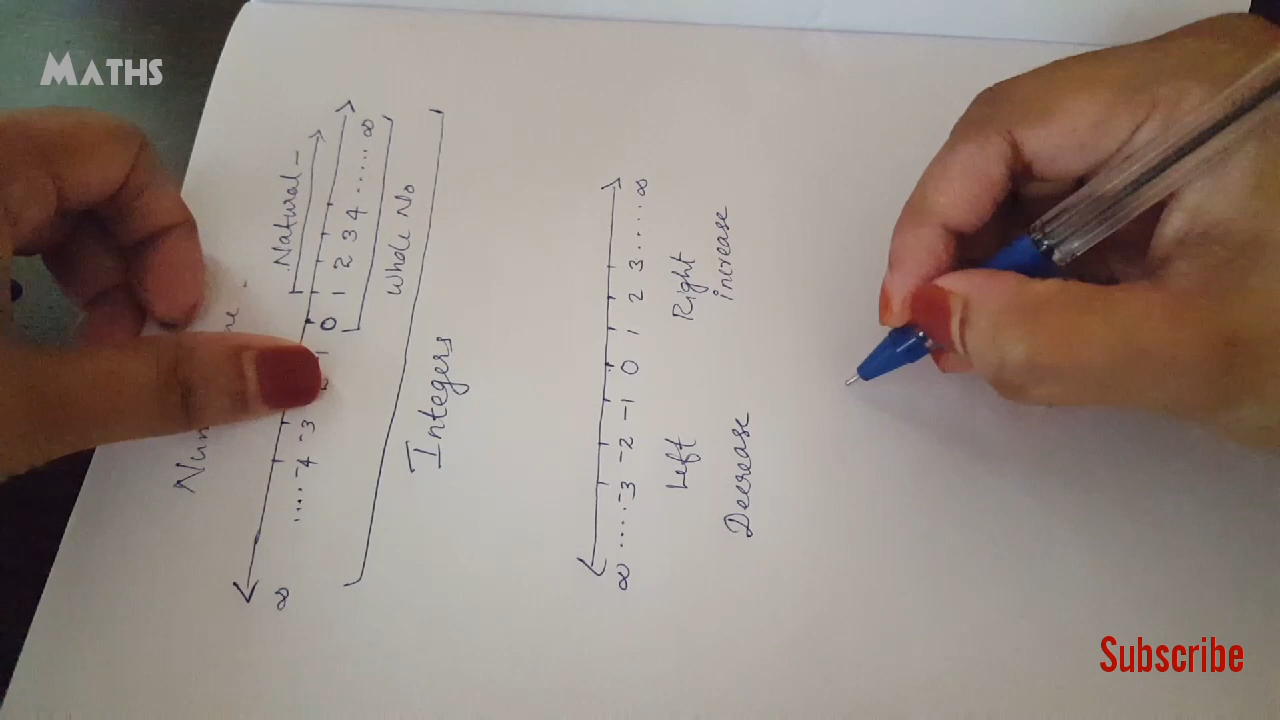 MATHS
Natural
-4 -3 0 1 2 3 4 ...... ∞
∞
Whole No
Integers
∞ .....-3 -2 -1 0 1 2 3 ..... ∞
Left Right
Decrease increase
Subscribe